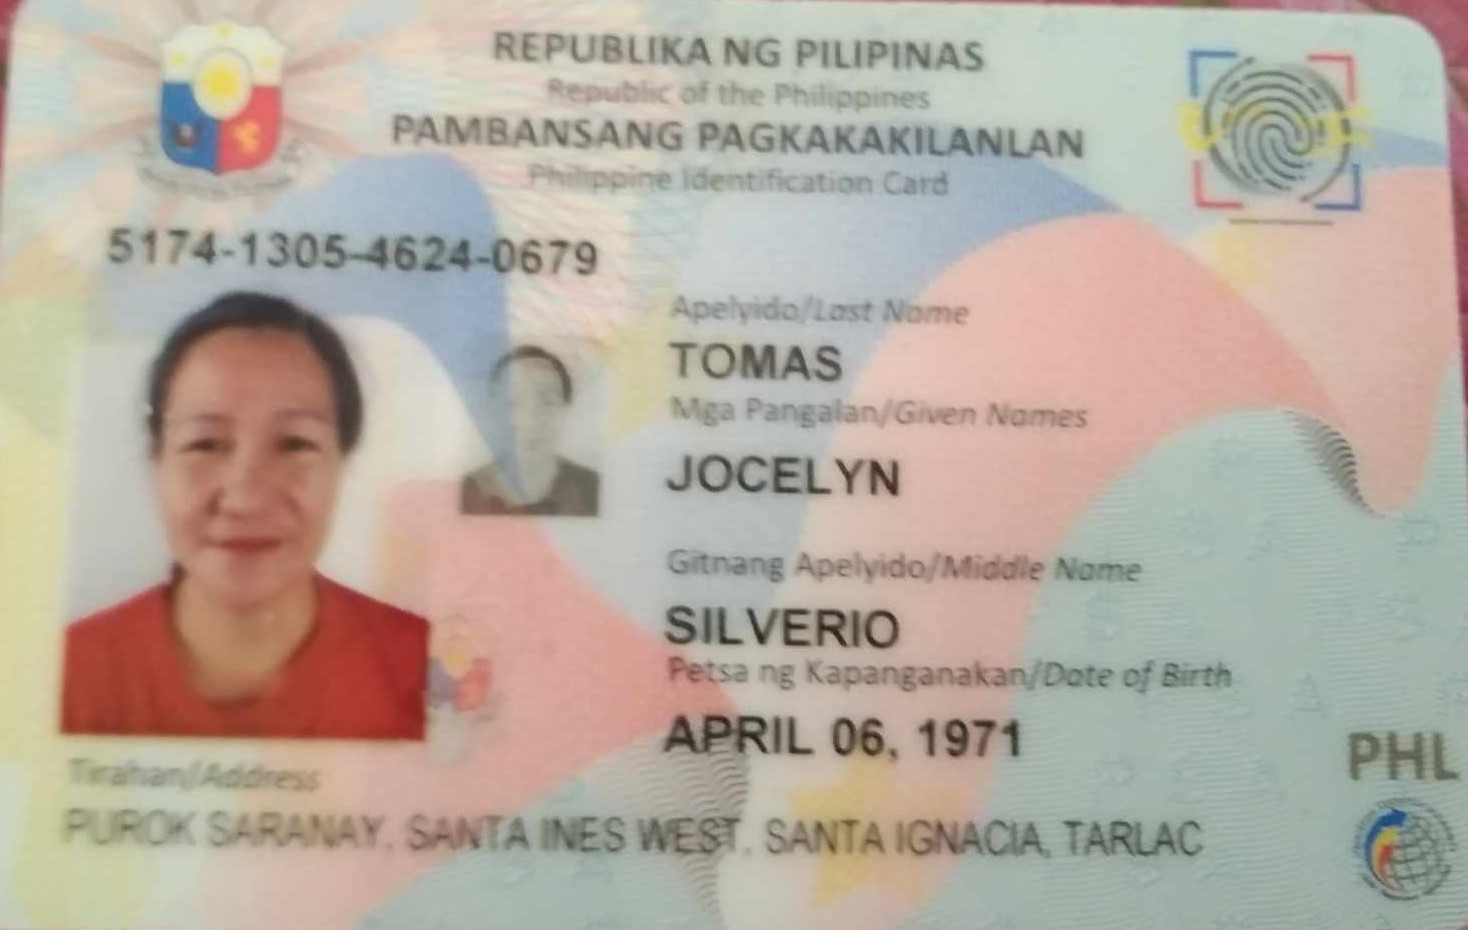 REPUBLIKA NG PILIPINAS
Republic of the Philippines
PAMBANSANG PAGKAKAKILANLAN
Philippine Identification Card
5174-1305-4624-0679
Apelyido/Last Name
TOMAS
Mga Pangalan/Given Names
JOCELYN
Gitnang Apelyido/Middle Name
SILVERIO
Petsa ng Kapanganakan/Date of Birth
APRIL 06, 1971
PHL
Tirahan/Address
PUROK SARANAY, SANTA INES WEST, SANTA IGNACIA, TARLAC